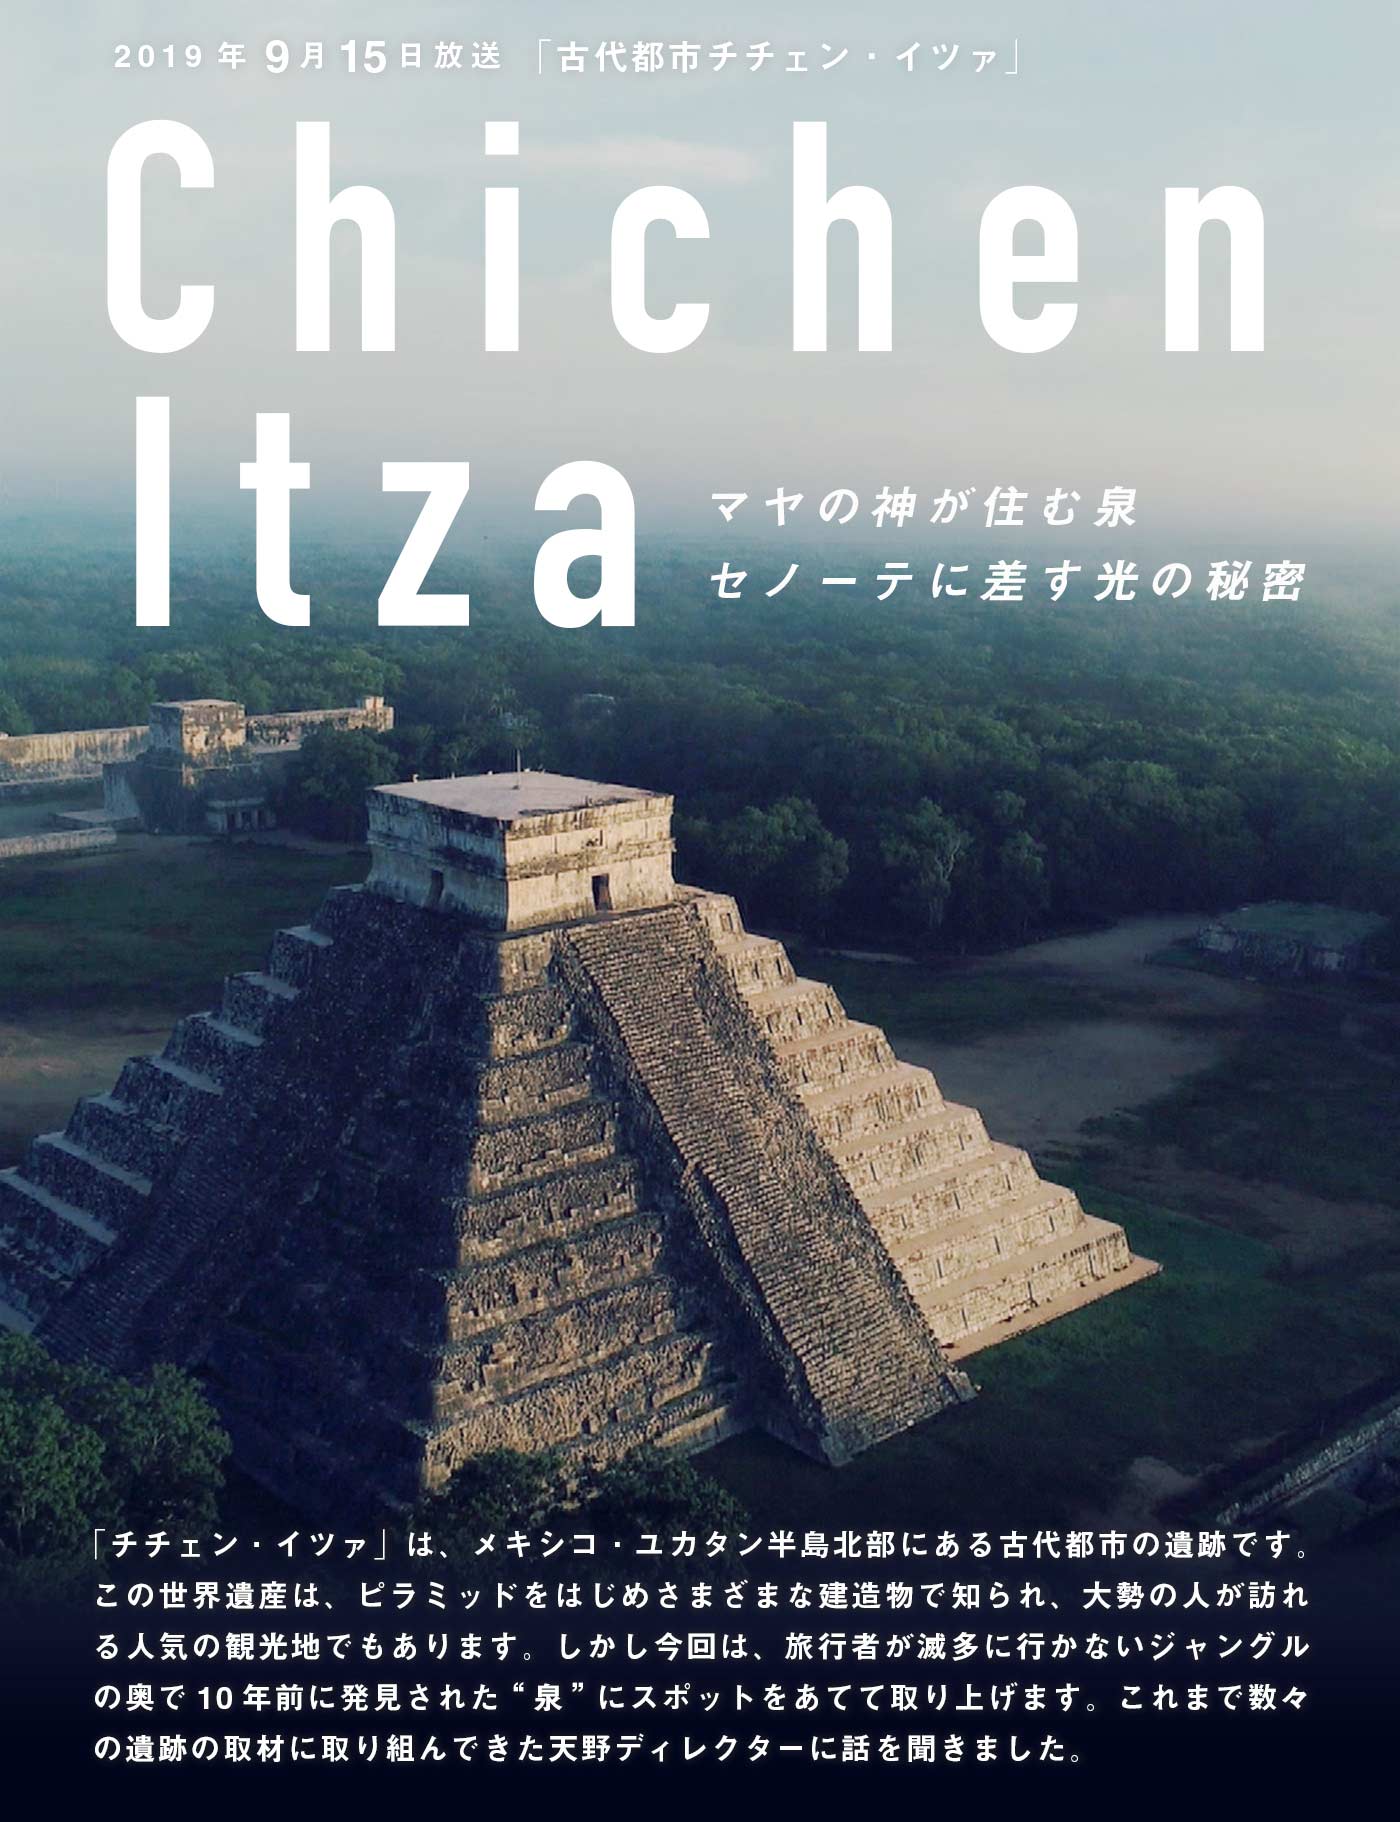 2019年 9月15日放送 「古代都市チチェン・イツァ」
Chichen
Itza
マヤの神が住む泉
セノーテに差す光の秘密
「チチェン・イツァ」は、メキシコ・ユカタン半島北部にある古代都市の遺跡です。
この世界遺産は、ピラミッドをはじめさまざまな建造物で知られ、大勢の人が訪れ
る人気の観光地でもあります。しかし今回は、旅行者が滅多に行かないジャングル
の奥で10年前に発見された“泉”にスポットをあてて取り上げます。これまで数々
の遺跡の取材に取り組んできた天野ディレクターに話を聞きました。